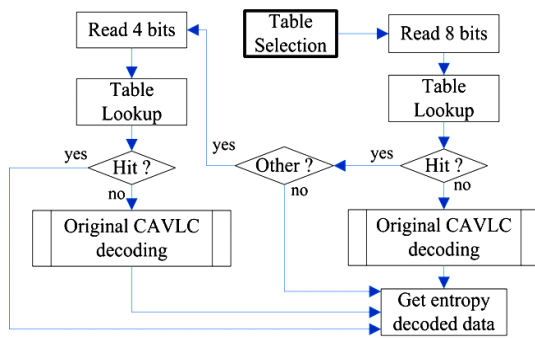 Read 4 bits
Table
Selection
Read 8 bits
Table
Lookup
Table
Lookup
yes
Hit ?
no
yes
Other ?
no
yes
Hit ?
no
Original CAVLC
decoding
Original CAVLC
decoding
Get entropy
decoded data